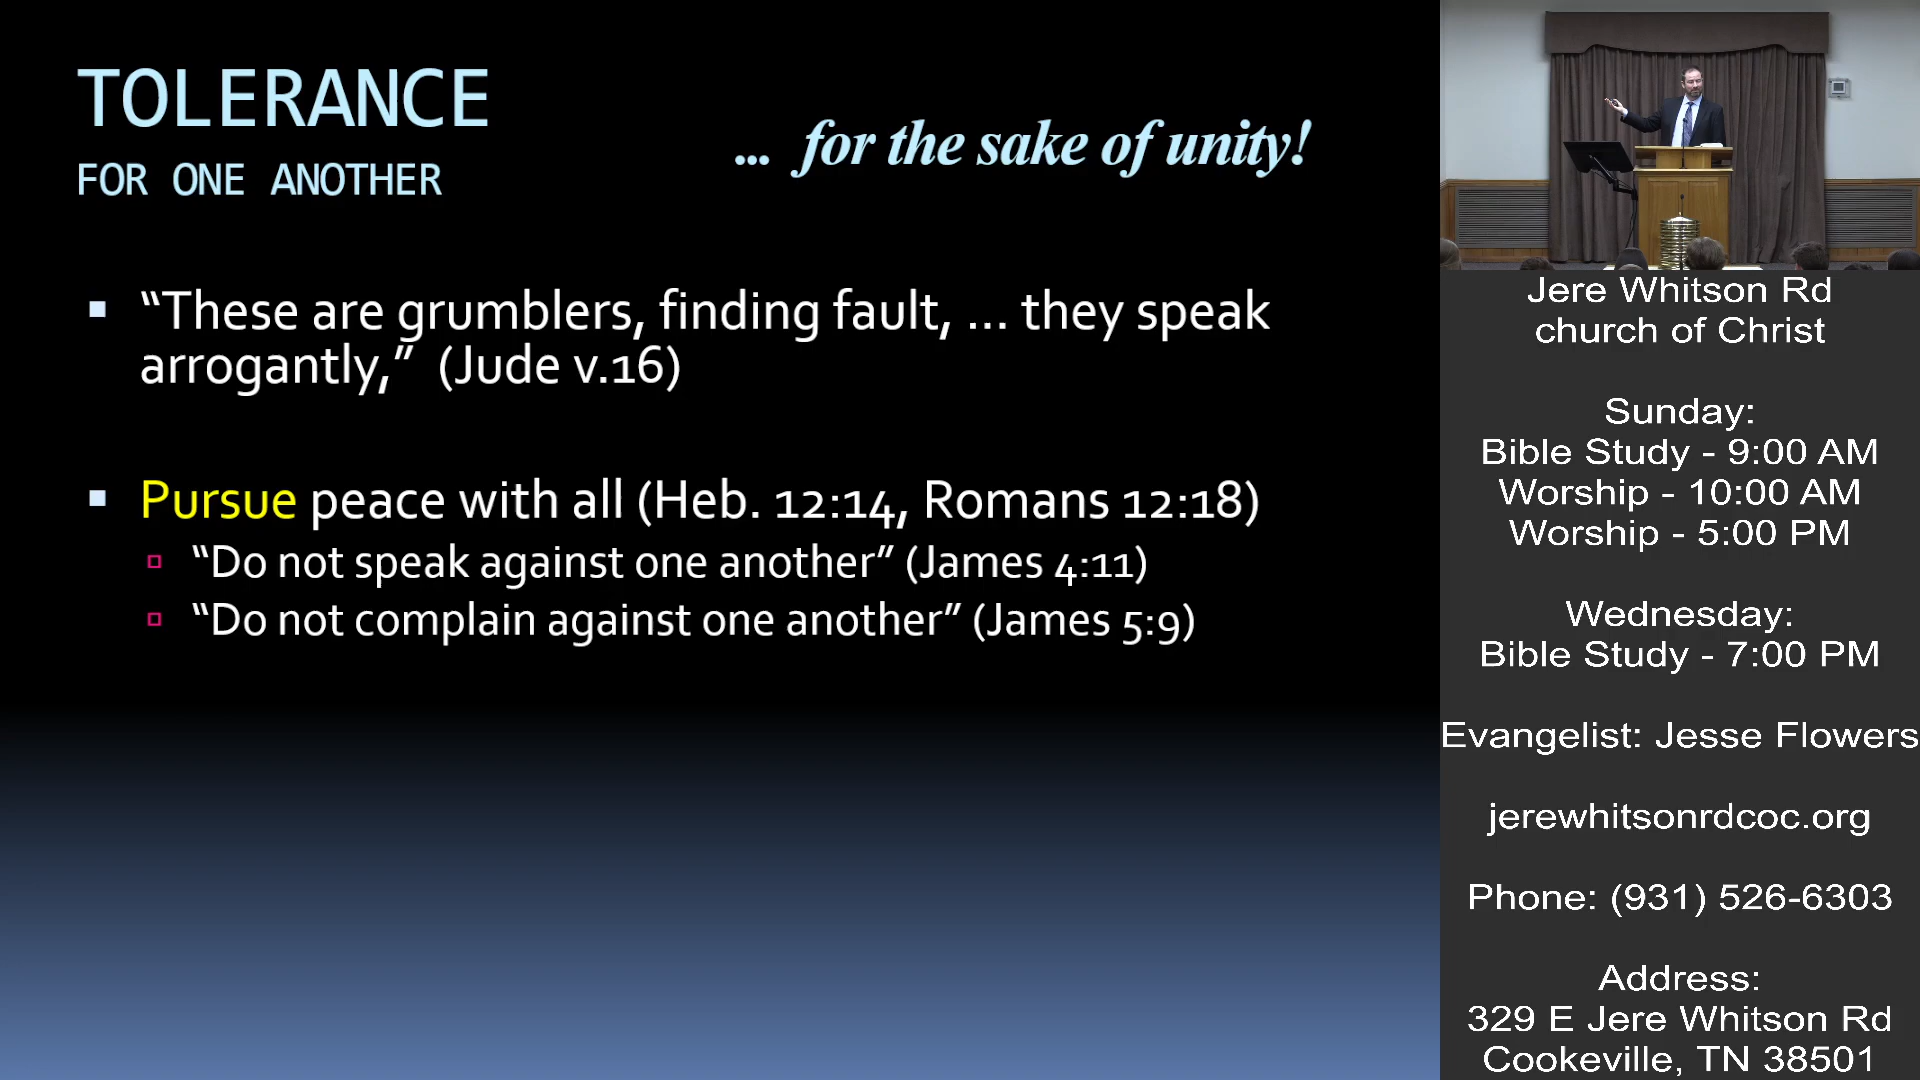 TOLERANCE
FOR ONE ANOTHER
... for the sake of unity!
▪ “These are grumblers, finding fault, ... they speak
arrogantly,” (Jude v.16)
▪ Pursue peace with all (Heb. 12:14, Romans 12:18)
▫ “Do not speak against one another” (James 4:11)
▫ “Do not complain against one another” (James 5:9)
Jere Whitson Rd
church of Christ
Sunday:
Bible Study - 9:00 AM
Worship - 10:00 AM
Worship - 5:00 PM
Wednesday:
Bible Study - 7:00 PM
Evangelist: Jesse Flowers
jerewhitsonrdcoc.org
Phone: (931) 526-6303
Address:
329 E Jere Whitson Rd
Cookeville, TN 38501